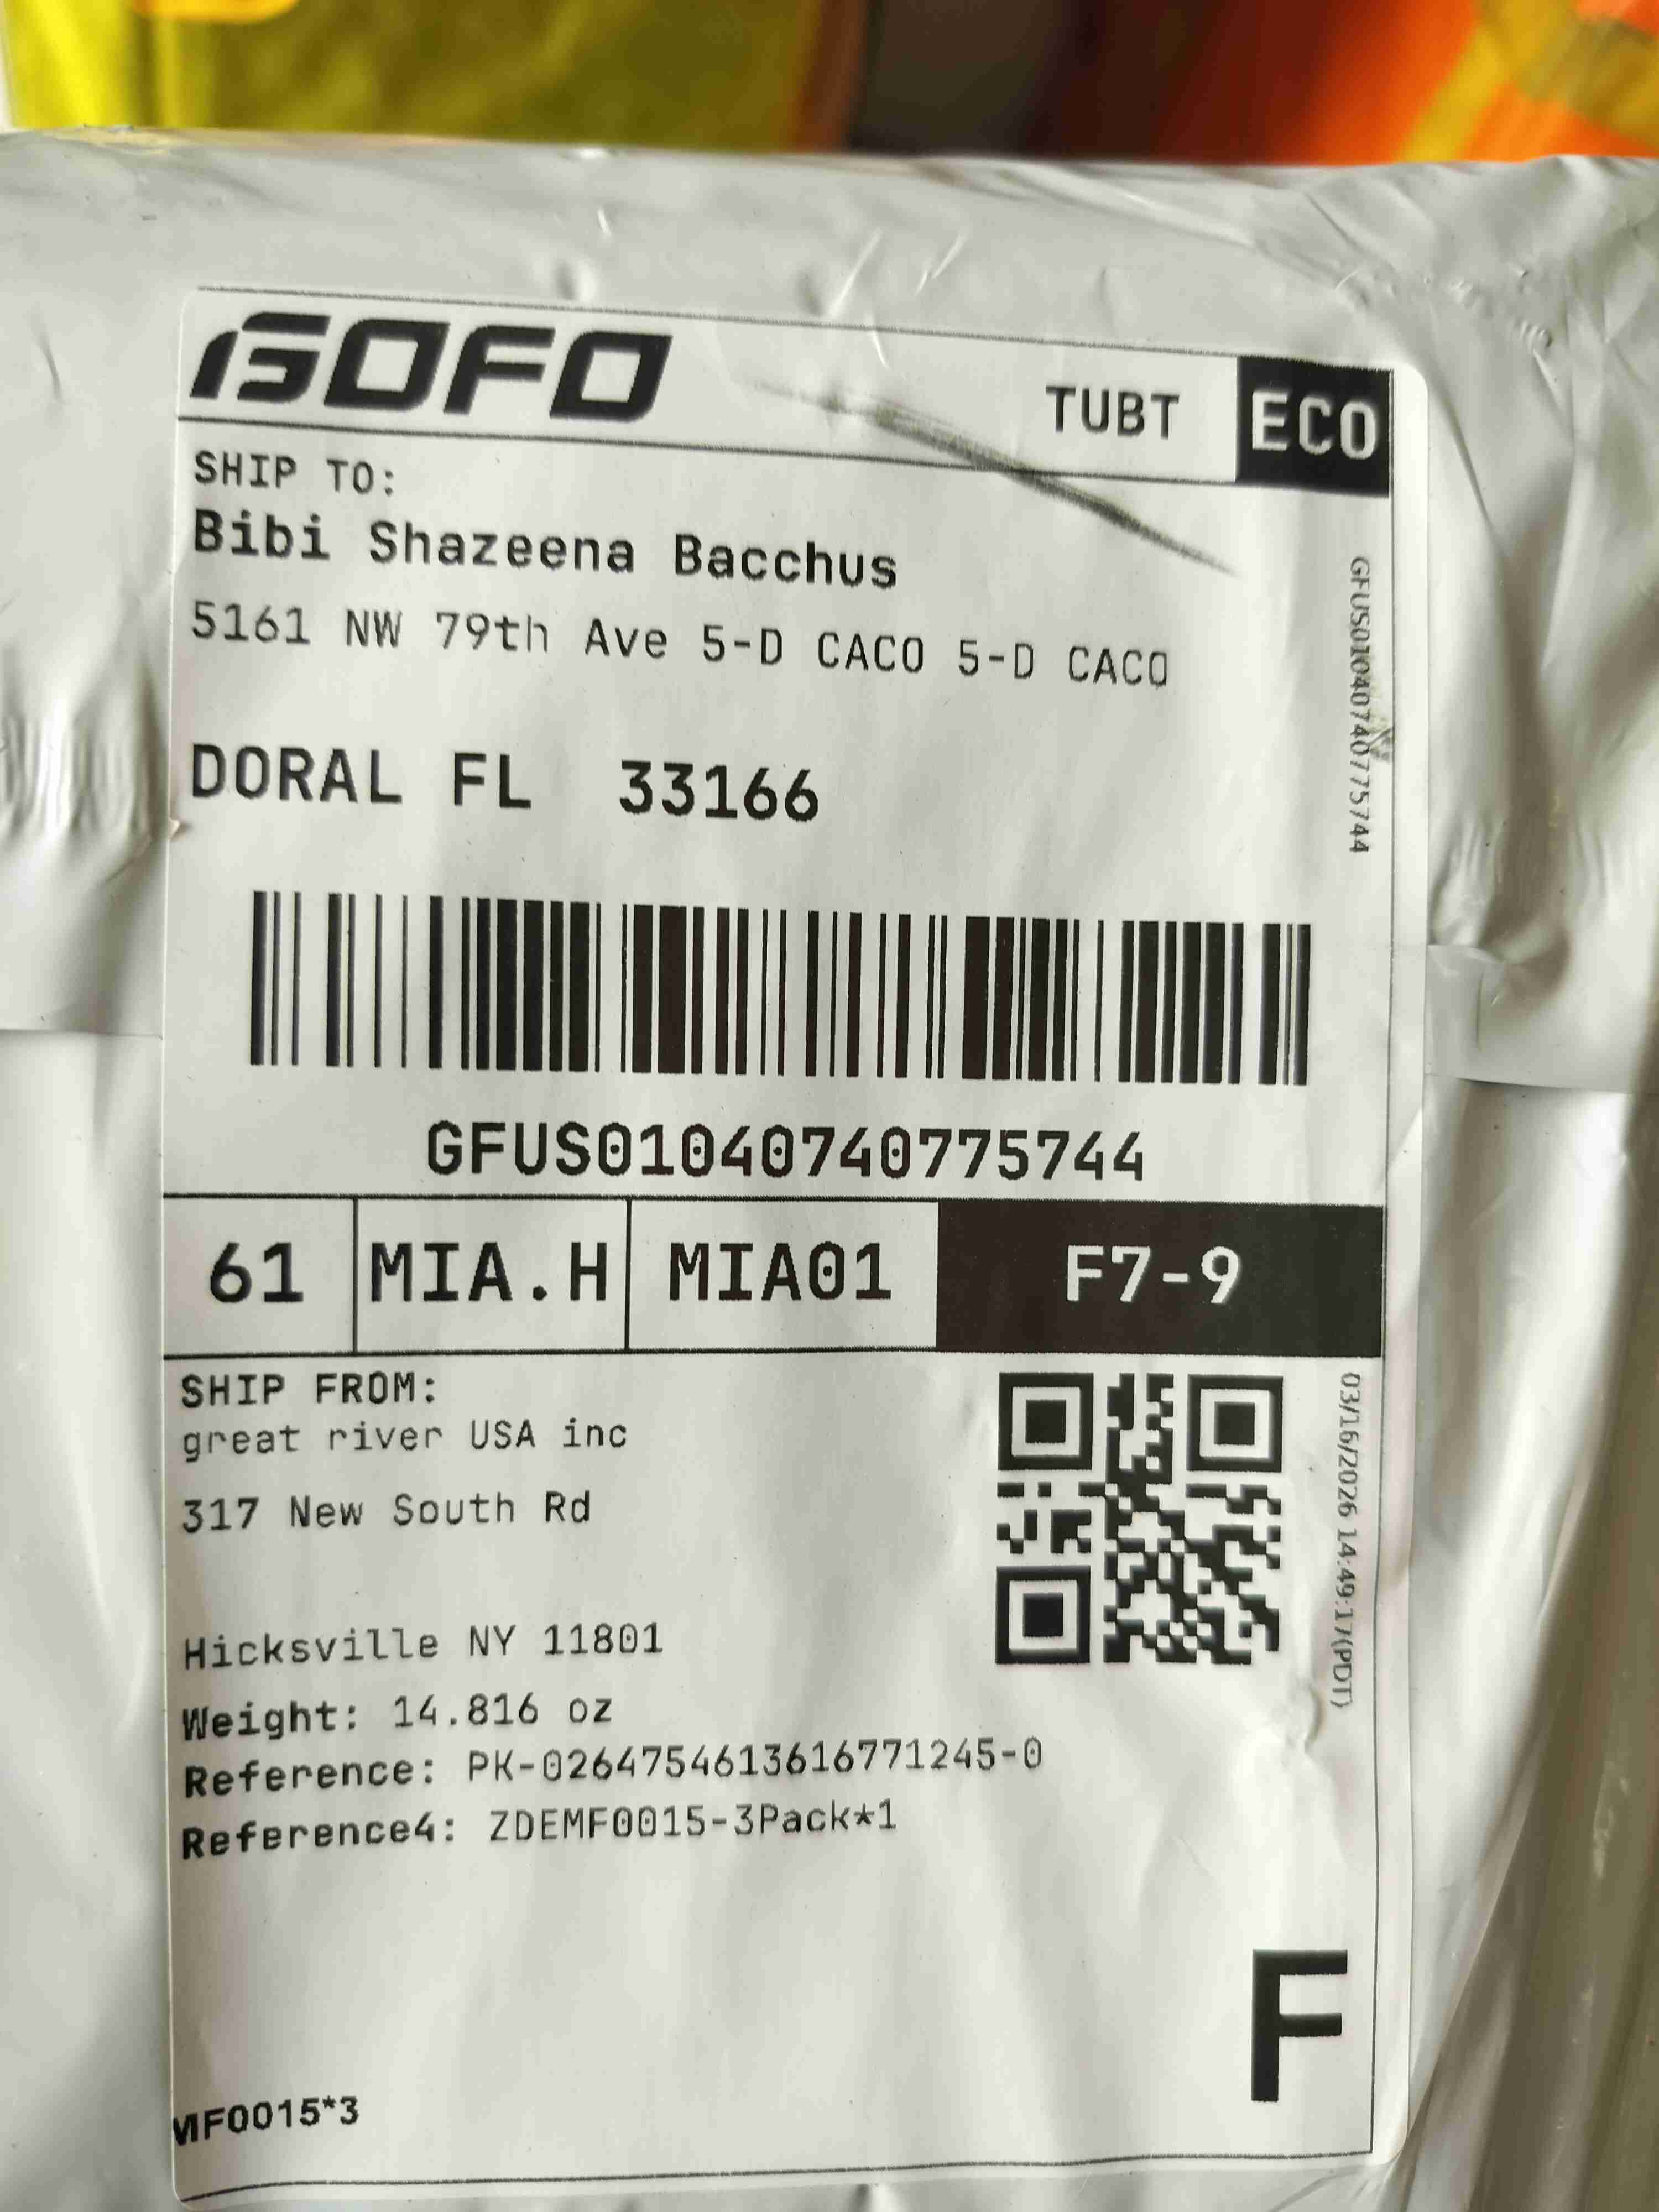 GOFO
TUBT
ECO
SHIP TO:
Bibi Shazeena Bacchus
5161 NW 79th Ave 5-D CACO 5-D CACO
DORAL FL 33166
GFUS01040740775744
GFUS01040740775744
61
MIA.H
MIA01
F7-9
SHIP FROM:
great river USA inc
317 New South Rd
Hicksville NY 11801
03/16/2026 14:49:17(PDT)
Weight: 14.816 oz
Reference: PK-0264754613616771245-0
Reference4: ZDEMF0015-3Pack*1
F
MF0015*3